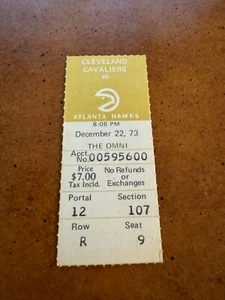 CLEVELAND
CAVALIERS
vs.
ATLANTA HAWKS
8:05 PM
December 22, 73
THE OMNI
Acct.
No. 00595600
Price No Refunds
$7.00 or
Tax Incld. Exchanges
Portal Section
12 107
Row Seat
R 9